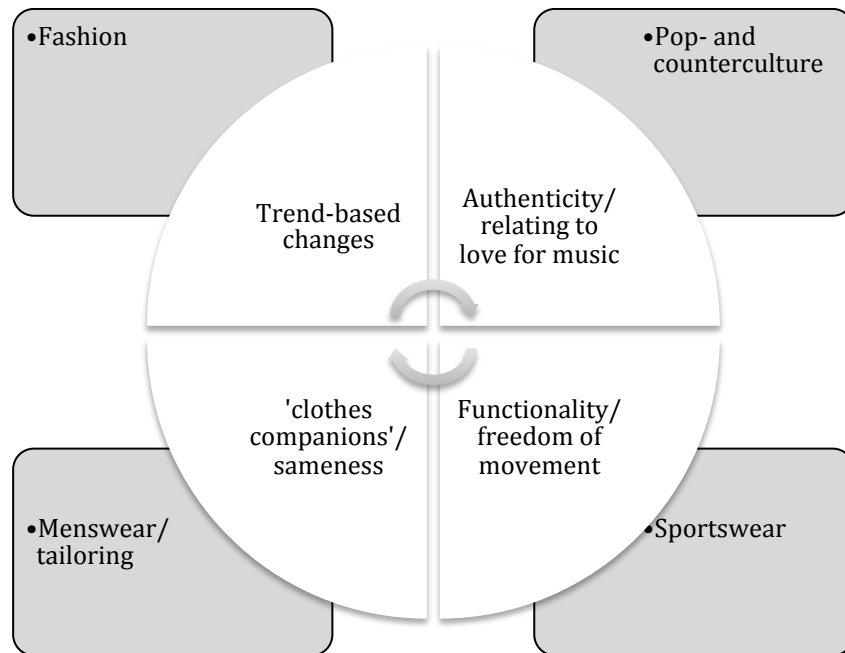 •Fashion
•Pop- and
counterculture
Trend-based
changes
Authenticity/
relating to
love for music
'clothes
companions'/
sameness
Functionality/
freedom of
movement
•Menswear/
tailoring
•Sportswear